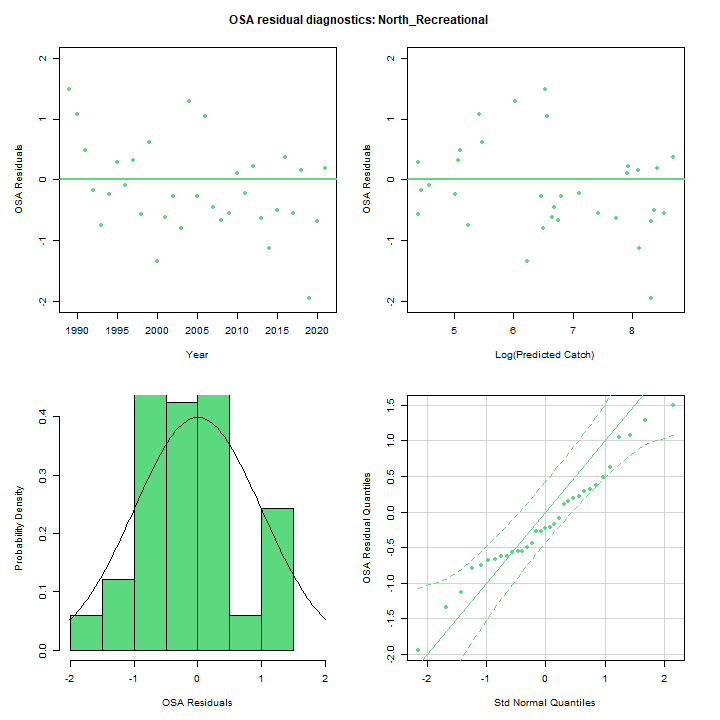 OSA residual diagnostics: North_Recreational
OSA Residuals
2
1
0
-1
-2
1990 1995 2000 2005 2010 2015 2020
Year
OSA Residuals
2
1
0
-1
-2
5 6 7 8
Log(Predicted Catch)
Probability Density
0.4
0.3
0.2
0.1
0.0
-2 -1 0 1 2
OSA Residuals
OSA Residual Quantiles
1.5
1.0
0.5
0.0
-0.5
-1.0
-1.5
-2.0
-2 -1 0 1 2
Std Normal Quantiles